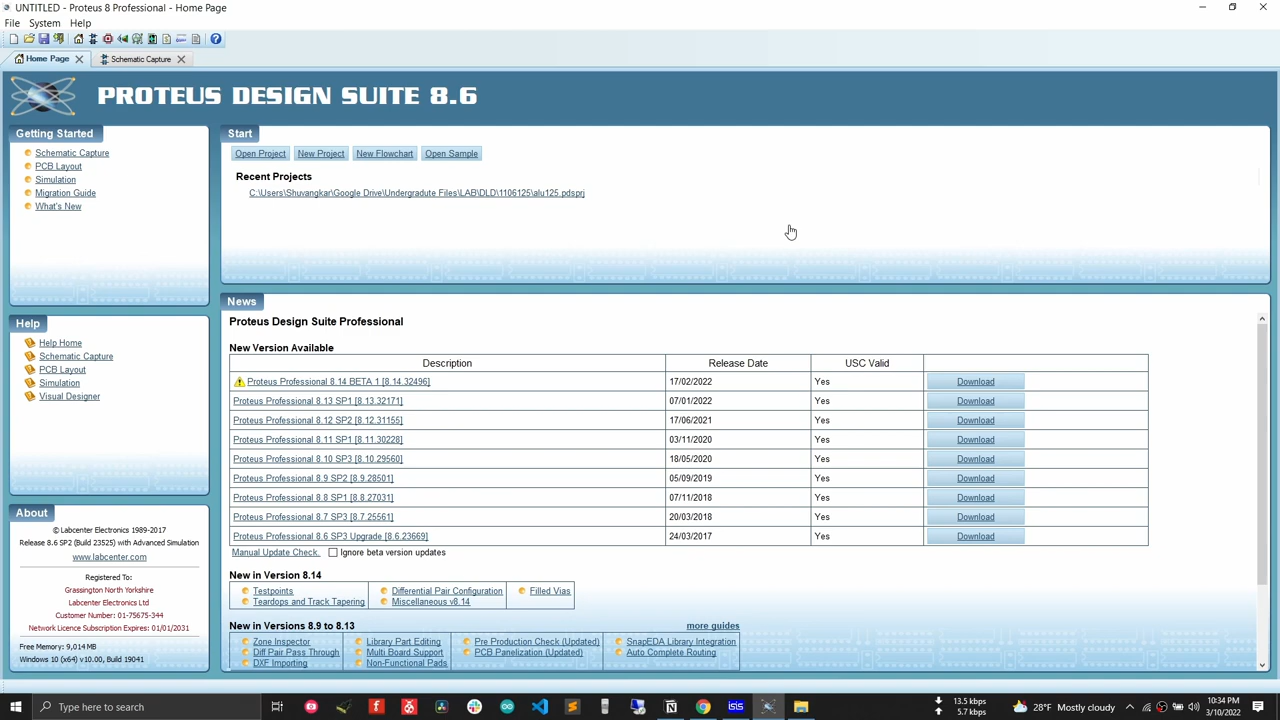 UNTITLED - Proteus 8 Professional - Home Page
File System Help
Home Page
Schematic Capture
PROTEUS DESIGN SUITE 8.6
Getting Started
Schematic Capture
PCB Layout
Simulation
Migration Guide
What's New
Help
Help Home
Schematic Capture
PCB Layout
Simulation
Visual Designer
About
© Labcenter Electronics 1989-2017
Release 8.6 SP2 (Build 23525) with Advanced Simulation
www.labcenter.com
Registered To:
Grassington North Yorkshire
Labcenter Electronics Ltd
Customer Number: 01-75675-344
Network Licence Subscription Expires: 01/01/2031
Free Memory: 9,014 MB
Windows 10 (x64) v10.00, Build 19041
Start
Open Project New Project New Flowchart Open Sample
Recent Projects
C:\Users\Shuvangkar\Google Drive\Undergradute Files\LAB\DLD\1106125\alu125.pdsprj
News
Proteus Design Suite Professional
New Version Available
Description Release Date USC Valid
Proteus Professional 8.14 BETA 1 [8.14.32496] 17/02/2022 Yes Download
Proteus Professional 8.13 SP1 [8.13.32171] 07/01/2022 Yes Download
Proteus Professional 8.12 SP2 [8.12.31155] 17/06/2021 Yes Download
Proteus Professional 8.11 SP1 [8.11.30228] 03/11/2020 Yes Download
Proteus Professional 8.10 SP3 [8.10.29560] 18/05/2020 Yes Download
Proteus Professional 8.9 SP2 [8.9.28501] 05/09/2019 Yes Download
Proteus Professional 8.8 SP1 [8.8.27031] 07/11/2018 Yes Download
Proteus Professional 8.7 SP3 [8.7.25561] 20/03/2018 Yes Download
Proteus Professional 8.6 SP3 Upgrade [8.6.23669] 24/03/2017 Yes Download
Manual Update Check. Ignore beta version updates
New in Version 8.14
Testpoints Differential Pair Configuration Filled Vias
Teardops and Track Tapering Miscellaneous v8.14
New in Versions 8.9 to 8.13 more guides
Zone Inspector Library Part Editing Pre Production Check (Updated) SnapEDA Library Integration
Diff Pair Pass Through Multi Board Support PCB Panelization (Updated) Auto Complete Routing
DXF Importing Non-Functional Pads
Type here to search
isis
13.5 kbps
5.7 kbps
28°F Mostly cloudy
10:34 PM
3/10/2022